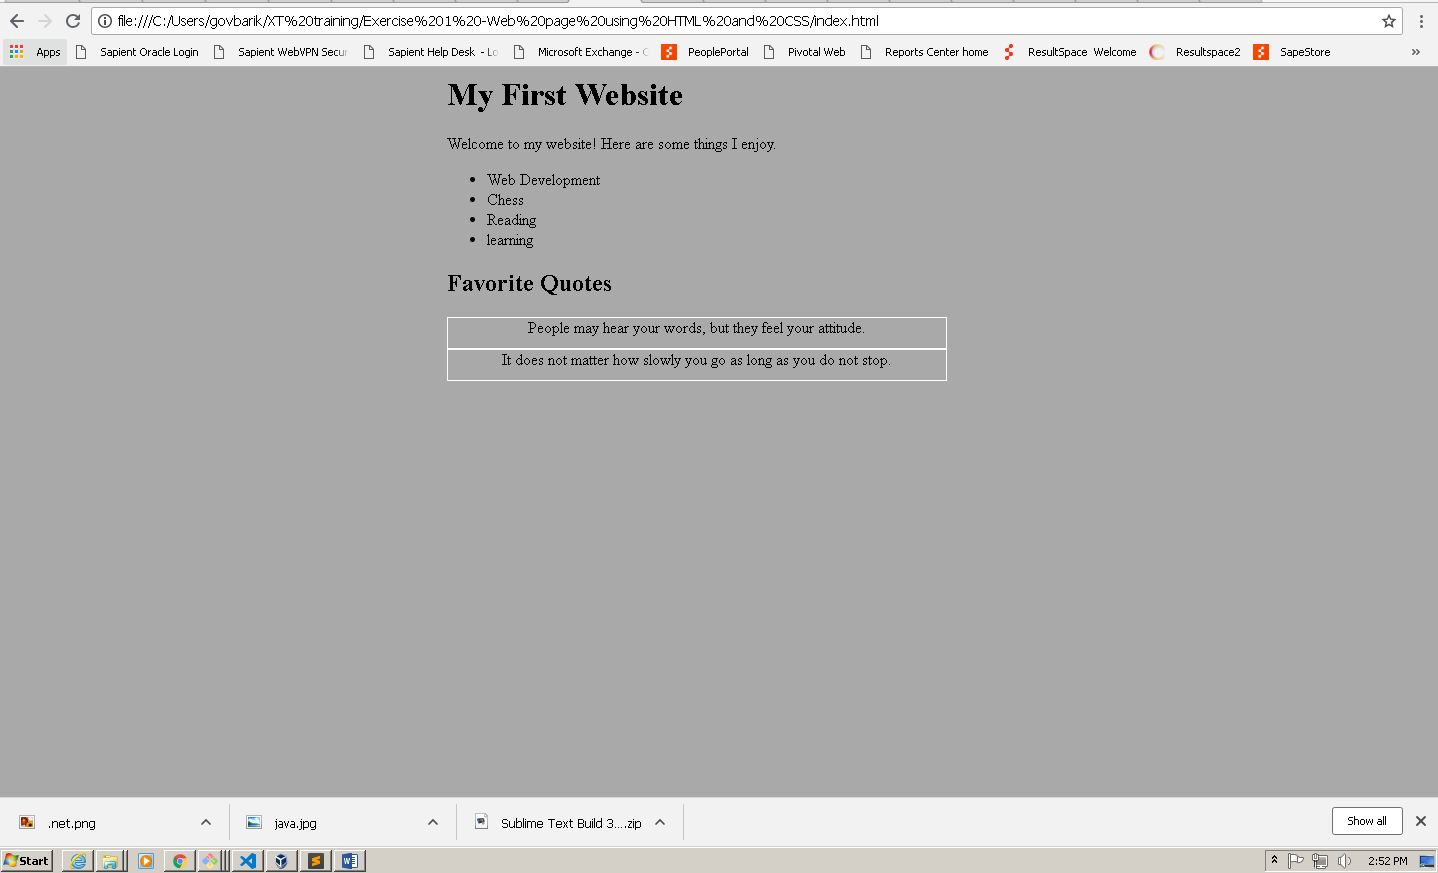 file:///C:/Users/govbarik/XT%20training/Exercise%201%20-Web%20page%20using%20HTML%20and%20CSS/index.html
Apps Sapient Oracle Login Sapient WebVPN Secur Sapient Help Desk - Lo Microsoft Exchange - C PeoplePortal Pivotal Web Reports Center home ResultSpace Welcome Resultspace2 SapeStore »
My First Website
Welcome to my website! Here are some things I enjoy.
• Web Development
• Chess
• Reading
• learning
Favorite Quotes
People may hear your words, but they feel your attitude.
It does not matter how slowly you go as long as you do not stop.
.net.png java.jpg Sublime Text Build 3....zip Show all
Start 2:52 PM